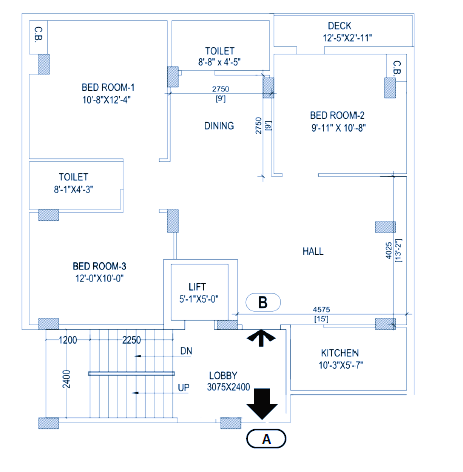 DECK
12'-5"X2'-11"
C.B.
TOILET
8'-8" x 4'-5"
C.B.
BED ROOM-1
10'-8"X12'-4"
2750
[9']
BED ROOM-2
9'-11" X 10'-8"
DINING
2750
[9']
TOILET
8'-1"X4'-3"
HALL
4025
[13'-2"]
BED ROOM-3
12'-0"X10'-0"
LIFT
5'-1"X5'-0"
B
4575
[15']
1200
2250
DN
KITCHEN
10'-3"X5'-7"
2400
UP
LOBBY
3075X2400
A